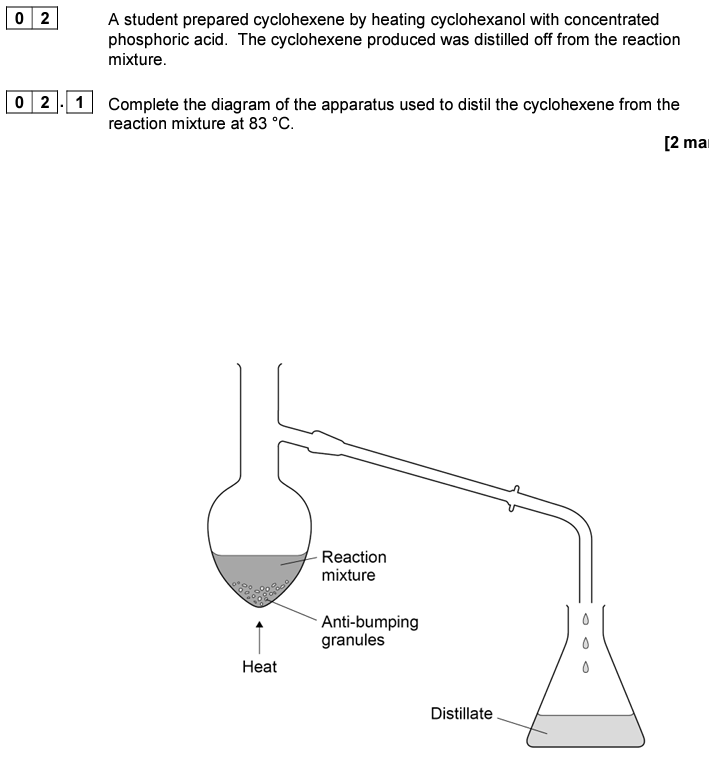 0 2 A student prepared cyclohexene by heating cyclohexanol with concentrated
phosphoric acid. The cyclohexene produced was distilled off from the reaction
mixture.
0 2 . 1 Complete the diagram of the apparatus used to distil the cyclohexene from the
reaction mixture at 83 °C.
[2 mar
Reaction
mixture
Anti-bumping
granules
Heat
Distillate